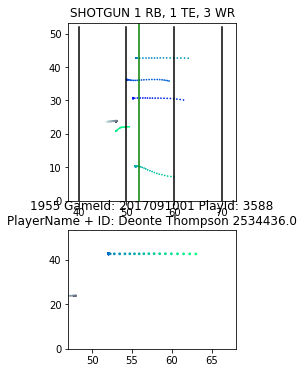 SHOTGUN 1 RB, 1 TE, 3 WR
50
40
30
20
10
0
40 50 60 70
1955 GameId: 2017091001 PlayId: 3588
PlayerName + ID: Deonte Thompson 2534436.0
40
20
0
50 55 60 65